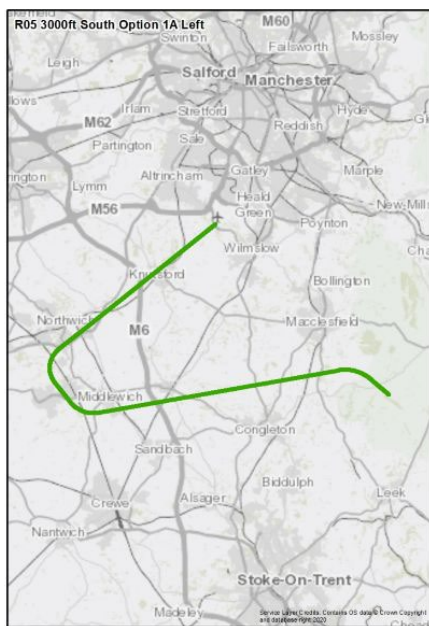 R05 3000ft South Option 1A Left
M60
Mossley
Swinton
Failsworth
Leigh
Salford
Manchester
Irlam
Stretford
Hyde
M62
Reddish
Partington
Sale
Gatley
Marple
Altrincham
Lymm
Heald
Green
New Mills
M56
Poynton
Wilmslow
Knutsford
Bollington
Northwich
M6
Macclesfield
Middlewich
Congleton
Sandbach
Biddulph
Alsager
Leek
Crewe
Nantwich
Stoke-On-Trent
Madeley
Service Layer Credits: Contains OS data © Crown Copyright
and database right 2020